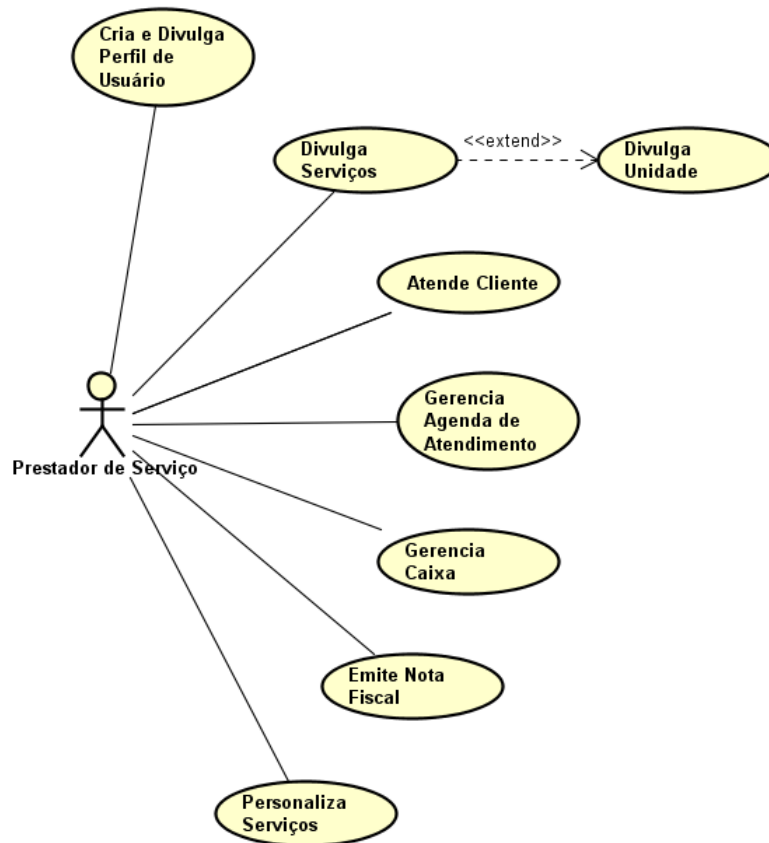 Cria e Divulga
Perfil de
Usuário
Divulga
Serviços
<<extend>>
Divulga
Unidade
Atende Cliente
Gerencia
Agenda de
Atendimento
Prestador de Serviço
Gerencia
Caixa
Emite Nota
Fiscal
Personaliza
Serviços